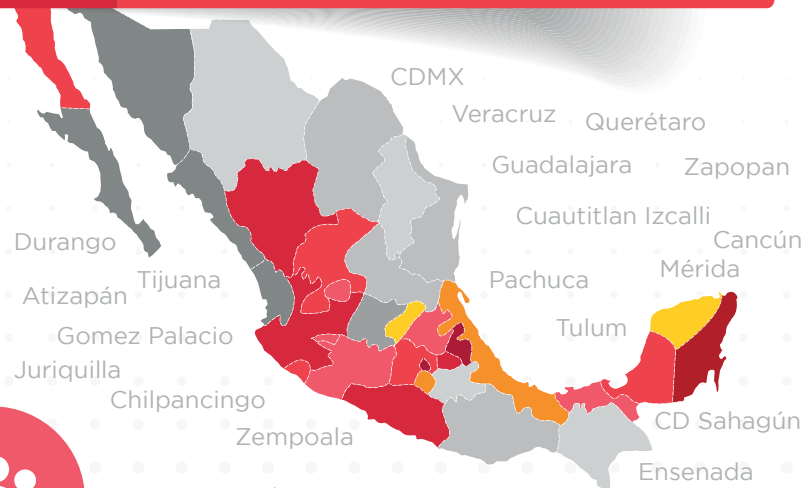 CDMX
Veracruz
Querétaro
Guadalajara
Zapopan
Cuautitlan Izcalli
Cancún
Durango
Mérida
Tijuana
Pachuca
Atizapán
Tulum
Gomez Palacio
Juriquilla
Chilpancingo
CD Sahagún
Zempoala
Ensenada